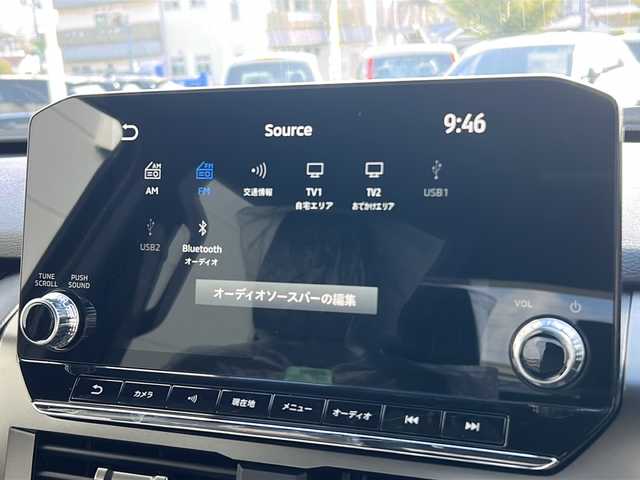 Source
9:46
AM
FM
交通情報
TV1
自宅エリア
TV2
おでかけエリア
USB1
USB2
Bluetooth
オーディオ
オーディオソースバーの編集
TUNE
SCROLL
PUSH
SOUND
VOL
カメラ
現在地
メニュー
オーディオ